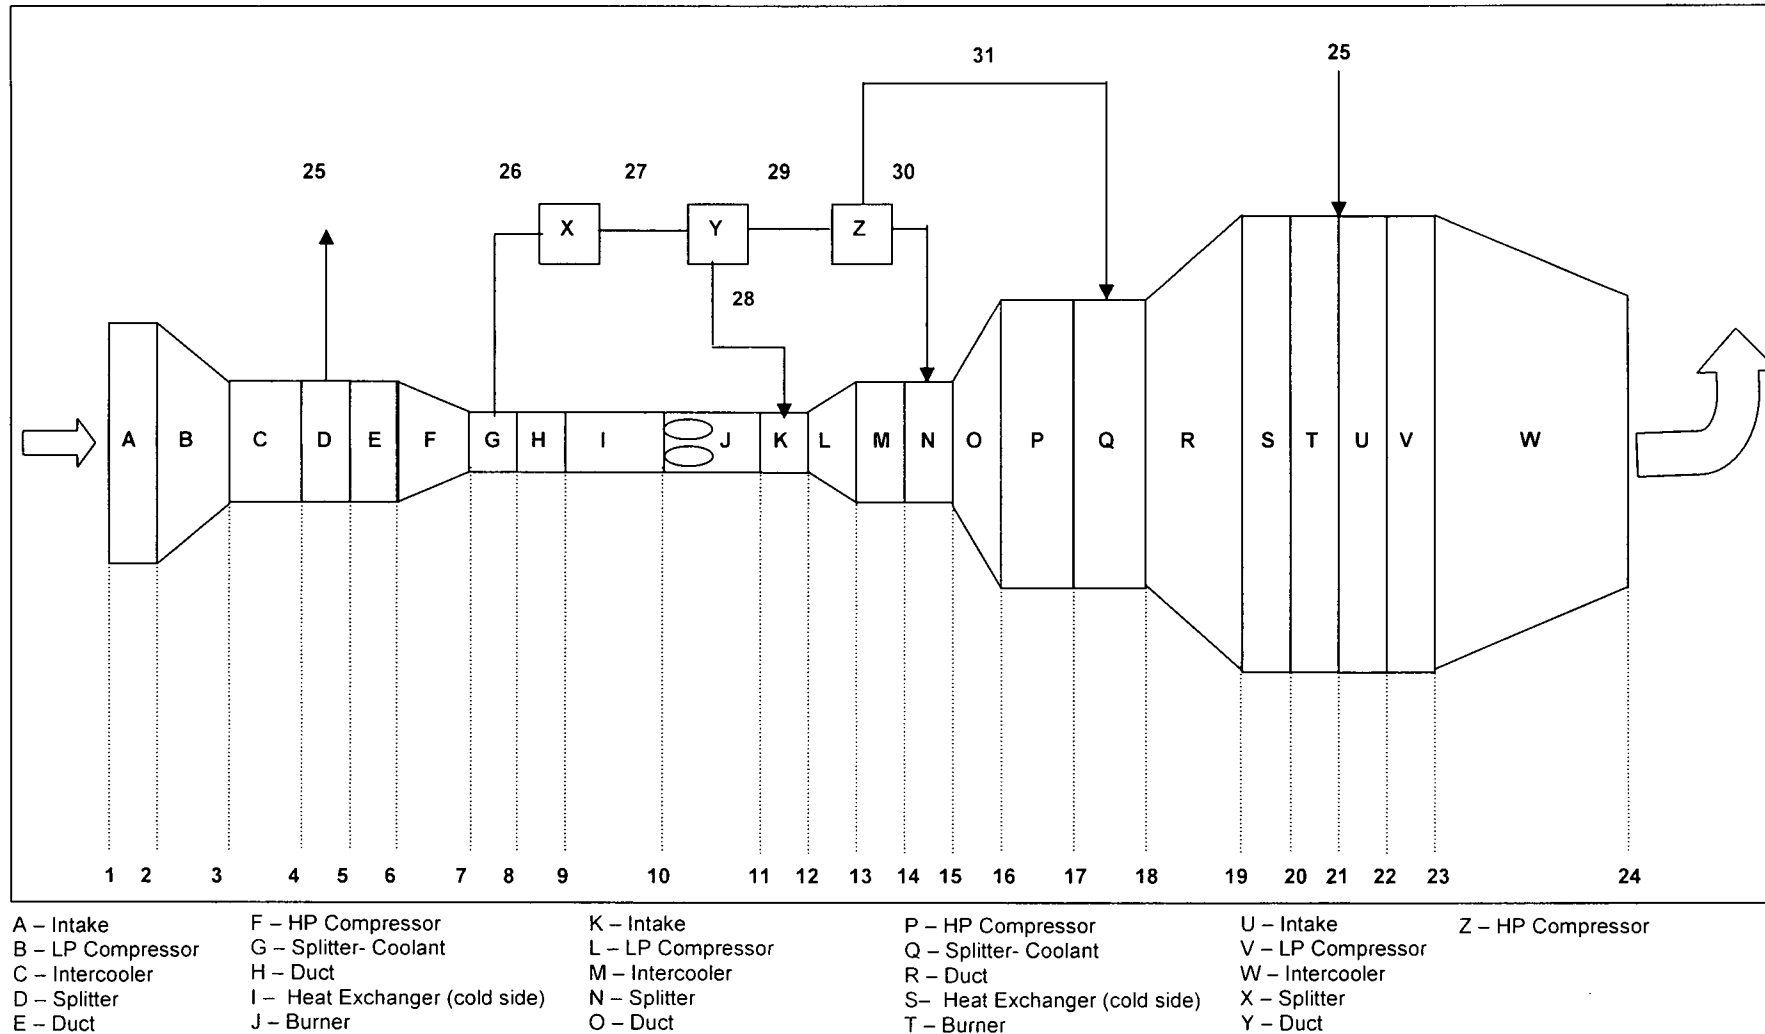 31
25
25
26
27
29
30
X
Y
Z
28
A
B
C
D
E
F
G
H
I
J
K
L
M
N
O
P
Q
R
S
T
U
V
W
1 2 3 4 5 6 7 8 9 10 11 12 13 14 15 16 17 18 19 20 21 22 23 24
A – Intake
B – LP Compressor
C – Intercooler
D – Splitter
E – Duct
F – HP Compressor
G – Splitter- Coolant
H – Duct
I – Heat Exchanger (cold side)
J – Burner
K – Intake
L – LP Compressor
M – Intercooler
N – Splitter
O – Duct
P – HP Compressor
Q – Splitter- Coolant
R – Duct
S– Heat Exchanger (cold side)
T – Burner
U – Intake
V – LP Compressor
W – Intercooler
X – Splitter
Y – Duct
Z – HP Compressor